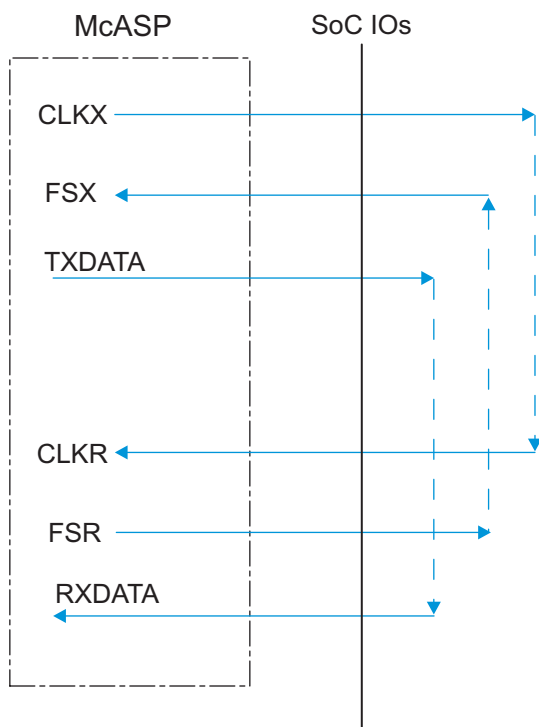 McASP
SoC IOs
CLKX
FSX
TXDATA
CLKR
FSR
RXDATA